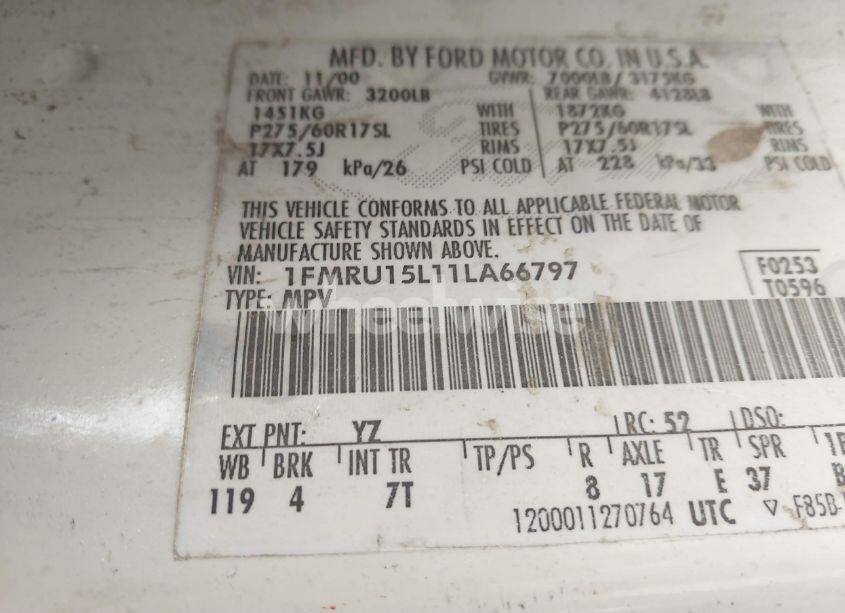 MFD. BY FORD MOTOR CO. IN U.S.A.
DATE: 11/00 GVWR: 7000LB / 3175KG
FRONT GAWR: 3200LB REAR GAWR: 4128LB
1451KG WITH 1872KG WITH
P275/60R17SL TIRES P275/60R17SL TIRES
17X7.5J RIMS 17X7.5J RIMS
AT 179 kPa/26 PSI COLD AT 228 kPa/33 PSI COLD
THIS VEHICLE CONFORMS TO ALL APPLICABLE FEDERAL MOTOR
VEHICLE SAFETY STANDARDS IN EFFECT ON THE DATE OF
MANUFACTURE SHOWN ABOVE.
VIN: 1FMRU15L11LA66797 F0253
TYPE: MPV T0596
wheelwise
EXT PNT: YZ RC: 52 DSO:
WB BRK INT TR TP/PS R AXLE TR SPR
119 4 7T 8 17 E 37
1200011270764 UTC ▽ F85B-